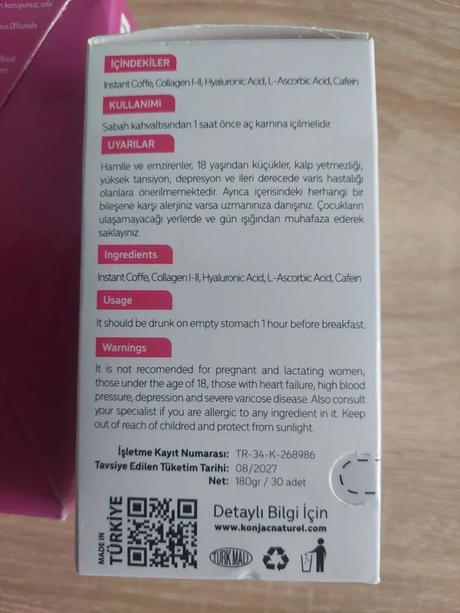 n koruyunuz, oda
us Officinalis
Blood
İÇİNDEKİLER
Instant Coffe, Collagen I-II, Hyaluronic Acid, L-Ascorbic Acid, Cafein
KULLANIMI
Sabah kahvaltısından 1 saat önce aç karnına içilmelidir.
UYARILAR
Hamile ve emzirenler, 18 yaşından küçükler, kalp yetmezliği,
yüksek tansiyon, depresyon ve ileri derecede varis hastalığı
olanlara önerilmemektedir. Ayrıca içerisindeki herhangi bir
bileşene karşı alerjiniz varsa uzmanınıza danışınız. Çocukların
ulaşamayacağı yerlerde ve gün ışığından muhafaza ederek
saklayınız.
Ingredients
Instant Coffe, Collagen I-II, Hyaluronic Acid, L-Ascorbic Acid, Cafein
Usage
It should be drunk on empty stomach 1 hour before breakfast.
Warnings
It is not recomended for pregnant and lactating women,
those under the age of 18, those with heart failure, high blood
pressure, depression and severe varicose disease. Also consult
your specialist if you are allergic to any ingredient in it. Keep
out of reach of childred and protect from sunlight.
İşletme Kayıt Numarası: TR-34-K-268986
Tavsiye Edilen Tüketim Tarihi: 08/2027
Net: 180gr / 30 adet
MADE IN
TÜRKİYE
Detaylı Bilgi İçin
www.konjacnaturel.com
TÜRK MALI